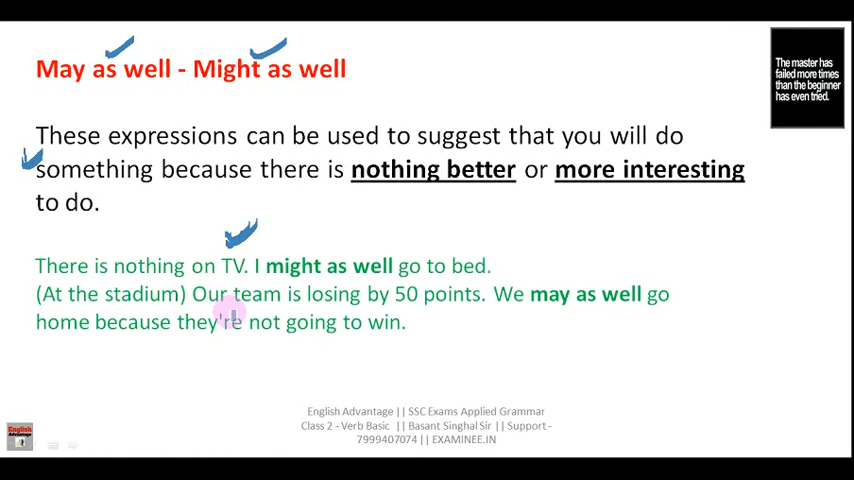 May as well - Might as well
The master has
failed more times
than the beginner
has even tried.
These expressions can be used to suggest that you will do
something because there is nothing better or more interesting
to do.
There is nothing on TV. I might as well go to bed.
(At the stadium) Our team is losing by 50 points. We may as well go
home because they're not going to win.
English Advantage || SSC Exams Applied Grammar
Class 2 - Verb Basic || Basant Singhal Sir || Support -
7999407074 || EXAMINEE.IN
English
Advantage